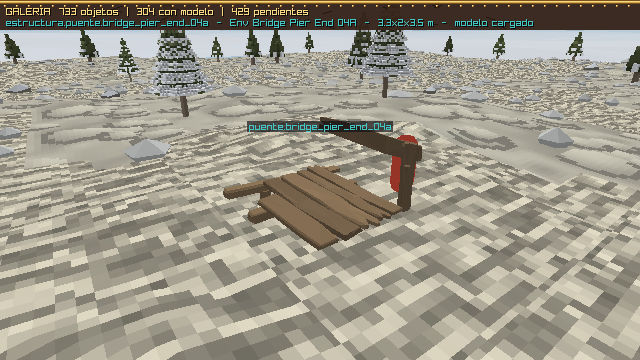 GALERIA 733 objetos | 304 con modelo | 429 pendientes
estructura.puente.bridge_pier_end_04a - Env Bridge Pier End 04A - 3.3x2x3.5 m - modelo cargado
puente.bridge_pier_end_04a